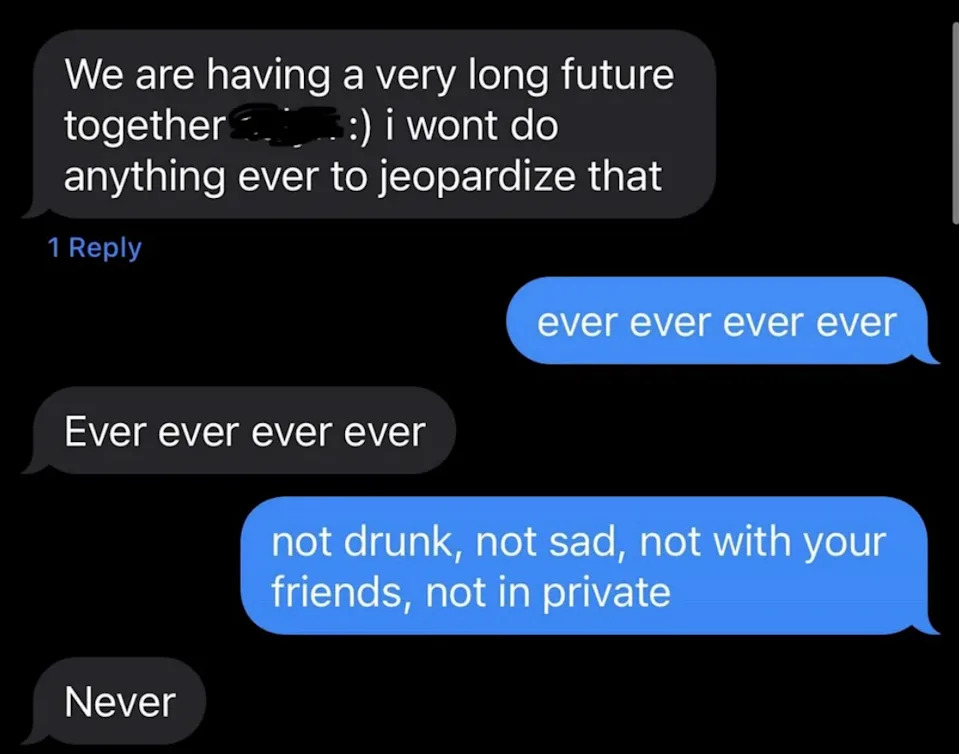 We are having a very long future
together :) i wont do
anything ever to jeopardize that
1 Reply
ever ever ever ever
Ever ever ever ever
not drunk, not sad, not with your
friends, not in private
Never